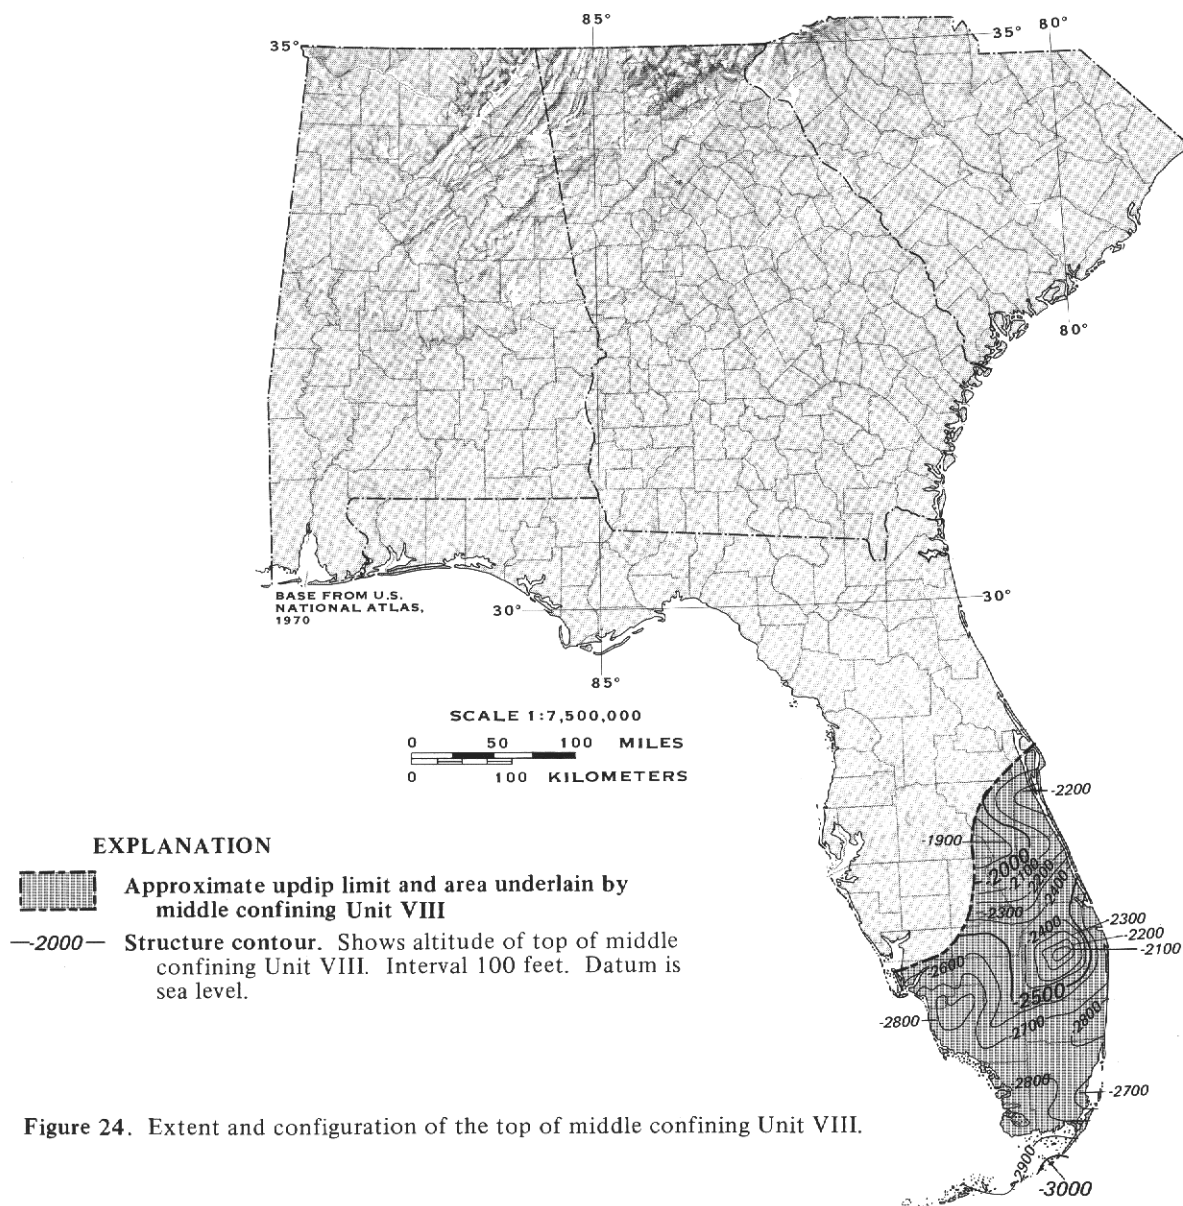 85°
80°
35°
35°
80°
BASE FROM U.S.
NATIONAL ATLAS,
1970
30°
30°
85°
SCALE 1:7,500,000
0 50 100 MILES
0 100 KILOMETERS
-2200
-1900
-2000
-2100
-2200
-2400
-2300
-2400
-2300
-2200
-2100
-2600
-2500
-2800
-2700
-2800
-2800
-2700
-2900
-3000
EXPLANATION
Approximate updip limit and area underlain by
middle confining Unit VIII
—-2000— Structure contour. Shows altitude of top of middle
confining Unit VIII. Interval 100 feet. Datum is
sea level.
Figure 24. Extent and configuration of the top of middle confining Unit VIII.